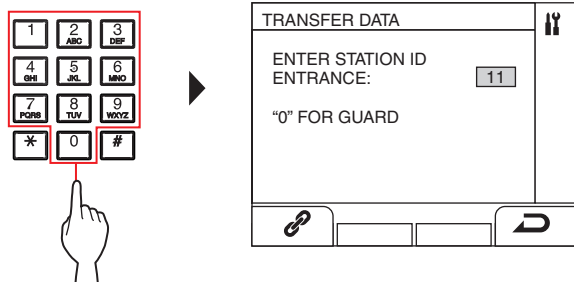 1 2 3
ABC DEF
4 5 6
GHI JKL MNO
7 8 9
PQRS TUV WXYZ
* 0 #
TRANSFER DATA
ENTER STATION ID
ENTRANCE: 11
“0” FOR GUARD